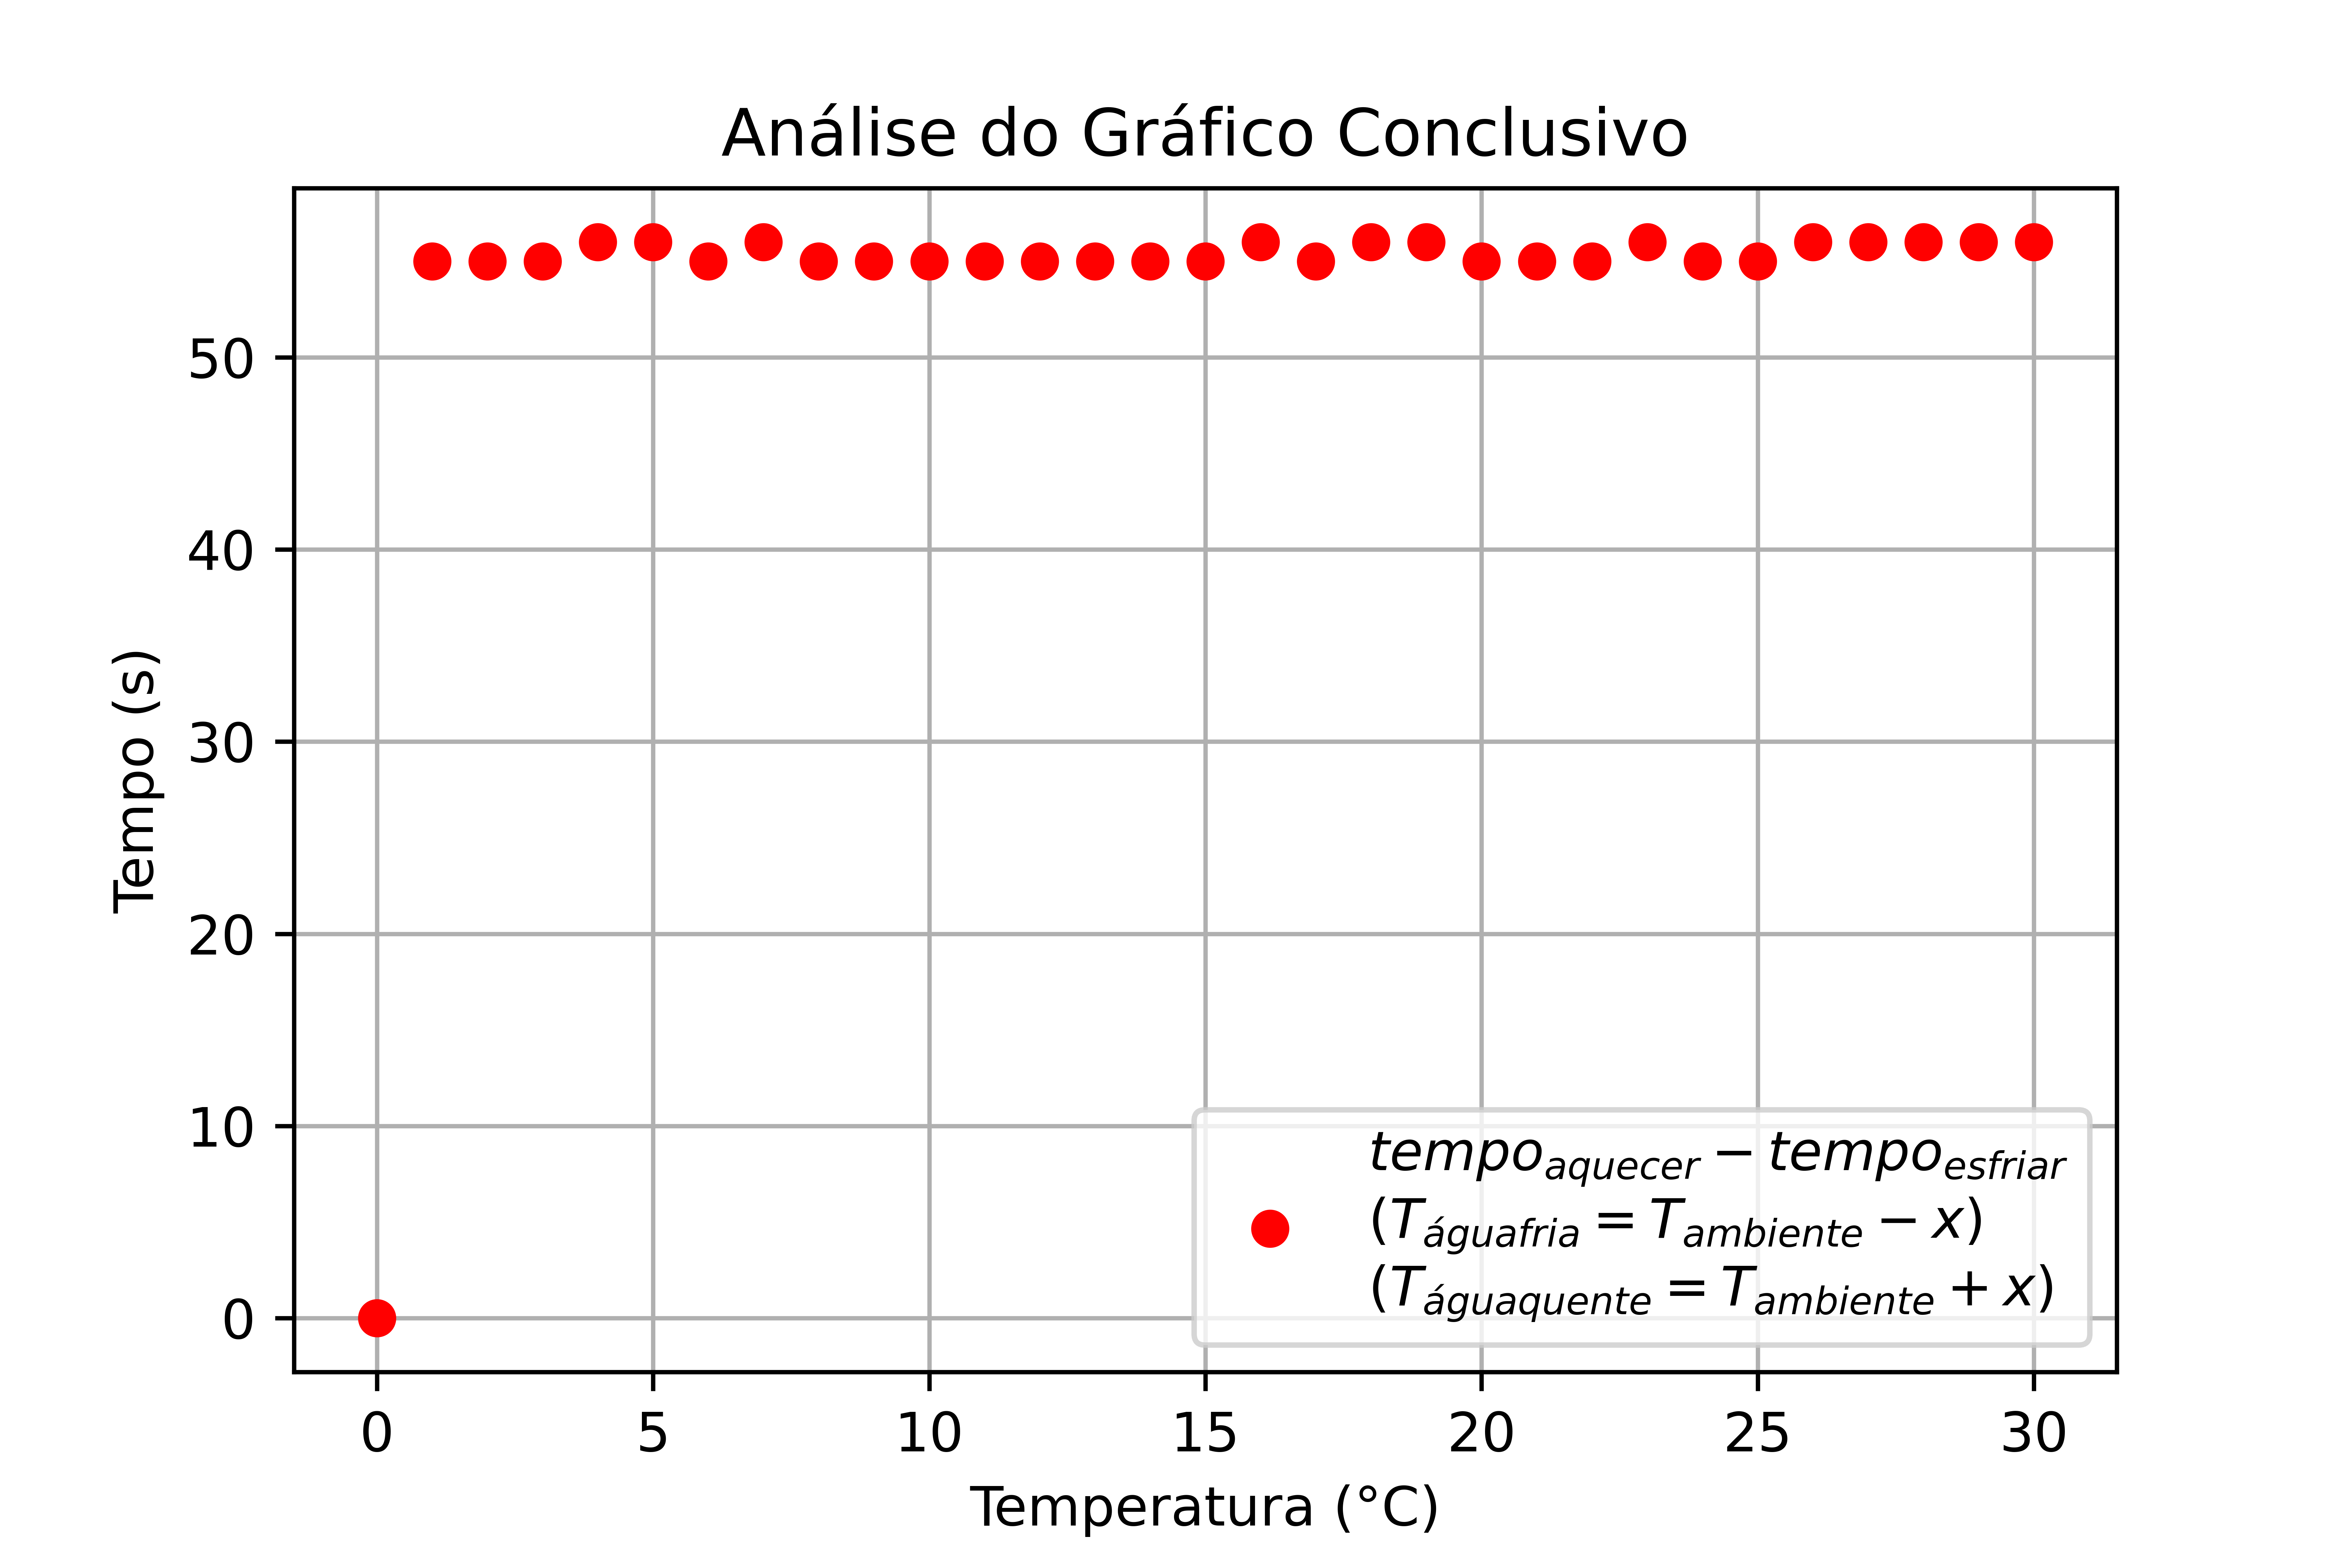 Análise do Gráfico Conclusivo
Tempo (s)
50
40
30
20
10
0
tempo_aquecer − tempo_esfriar
(T_águafria = T_ambiente − x)
(T_águaquente = T_ambiente + x)
0 5 10 15 20 25 30
Temperatura (°C)